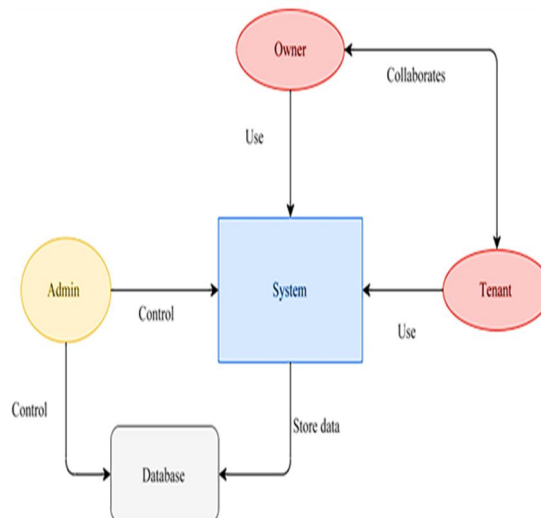 Owner
Collaborates
Use
Admin
System
Tenant
Control
Use
Control
Store data
Database